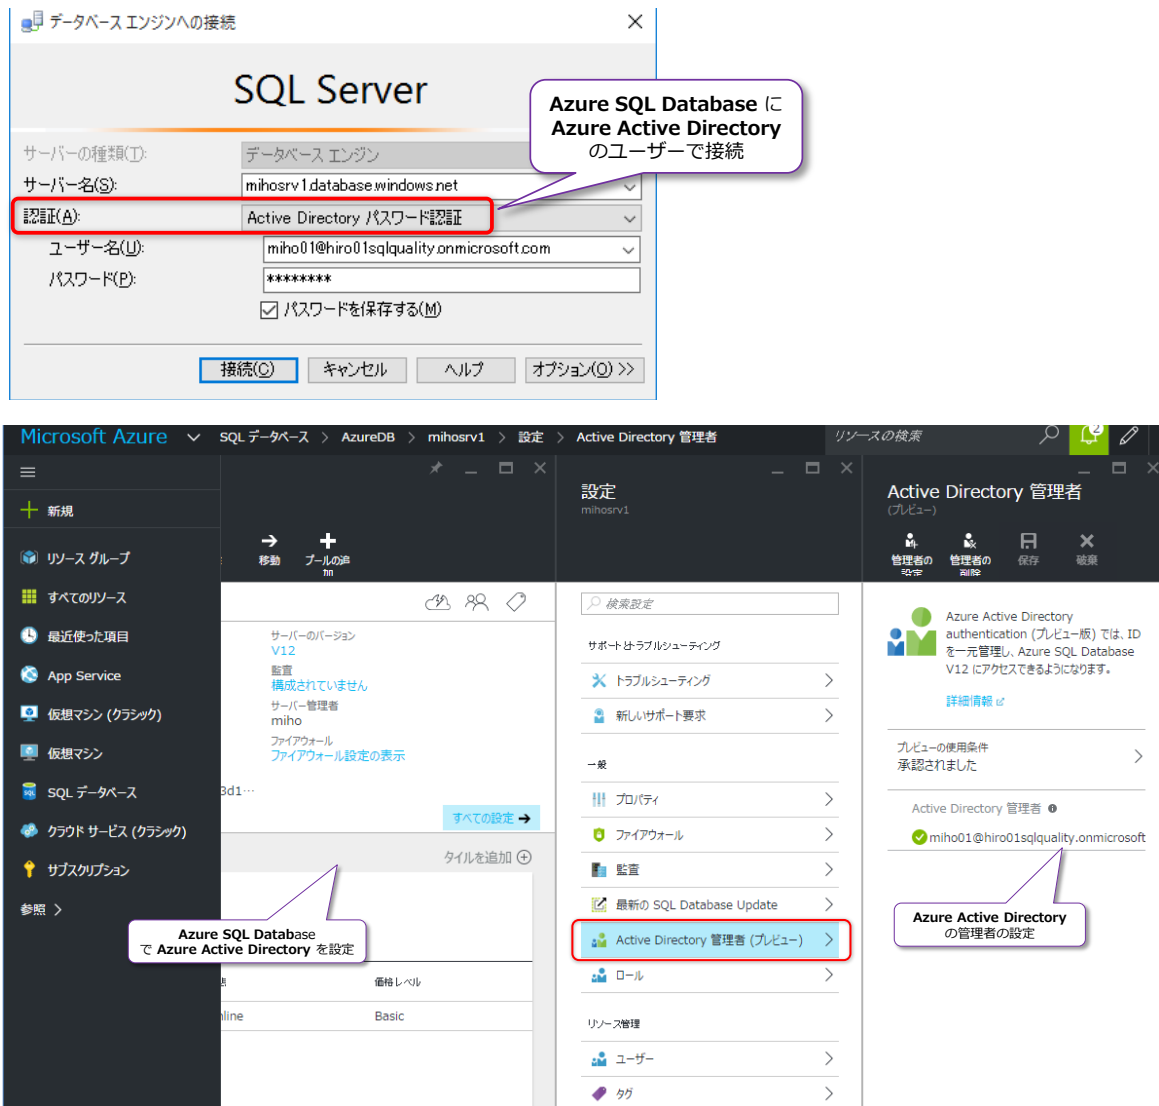 データベース エンジンへの接続
SQL Server
Azure SQL Database に
Azure Active Directory
のユーザーで接続
サーバーの種類(T):
データベース エンジン
サーバー名(S):
mihosrv1.database.windows.net
認証(A):
Active Directory パスワード認証
ユーザー名(U):
miho01@hiro01sqlquality.onmicrosoft.com
パスワード(P):
********
パスワードを保存する(M)
接続(C)
キャンセル
ヘルプ
オプション(O) >>
Microsoft Azure
SQL データベース > AzureDB > mihosrv1 > 設定 > Active Directory 管理者
リソースの検索
2
新規
リソース グループ
すべてのリソース
最近使った項目
App Service
仮想マシン (クラシック)
仮想マシン
SQL データベース
クラウド サービス (クラシック)
サブスクリプション
参照 >
移動
プールの追
加
サーバーのバージョン
V12
監査
構成されていません
サーバー管理者
miho
ファイアウォール
ファイアウォール設定の表示
3d1…
すべての設定 →
タイルを追加
Azure SQL Database
で Azure Active Directory を設定
価格レベル
nline
Basic
設定
mihosrv1
検索設定
サポート とトラブルシューティング
トラブルシューティング
新しいサポート要求
一般
プロパティ
ファイアウォール
監査
最新の SQL Database Update
Active Directory 管理者 (プレビュー)
ロール
リソース管理
ユーザー
タグ
Active Directory 管理者
(プレビュー)
管理者の
設定
管理者の
削除
保存
破棄
Azure Active Directory
authentication (プレビュー版) では、ID
を一元管理し、Azure SQL Database
V12 にアクセスできるようになります。
詳細情報
プレビューの使用条件
承認されました
Active Directory 管理者
miho01@hiro01sqlquality.onmicrosoft
Azure Active Directory
の管理者の設定